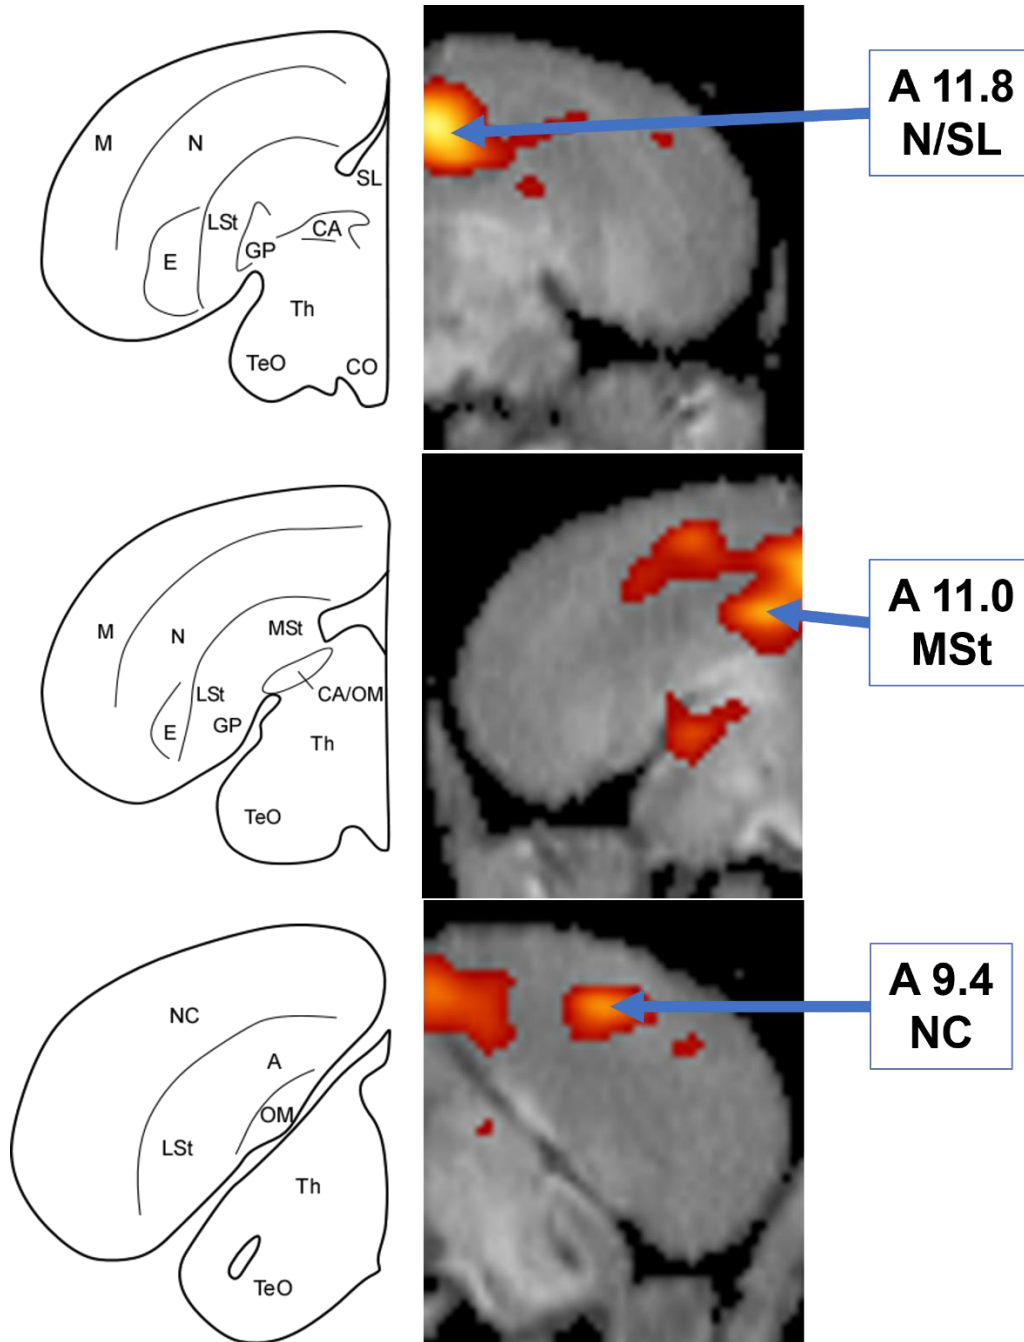 M
N
SL
LSt
CA
GP
E
Th
TeO
CO
A 11.8
N/SL
M
N
MSt
LSt
CA/OM
GP
E
Th
TeO
A 11.0
MSt
NC
A
OM
LSt
Th
TeO
A 9.4
NC